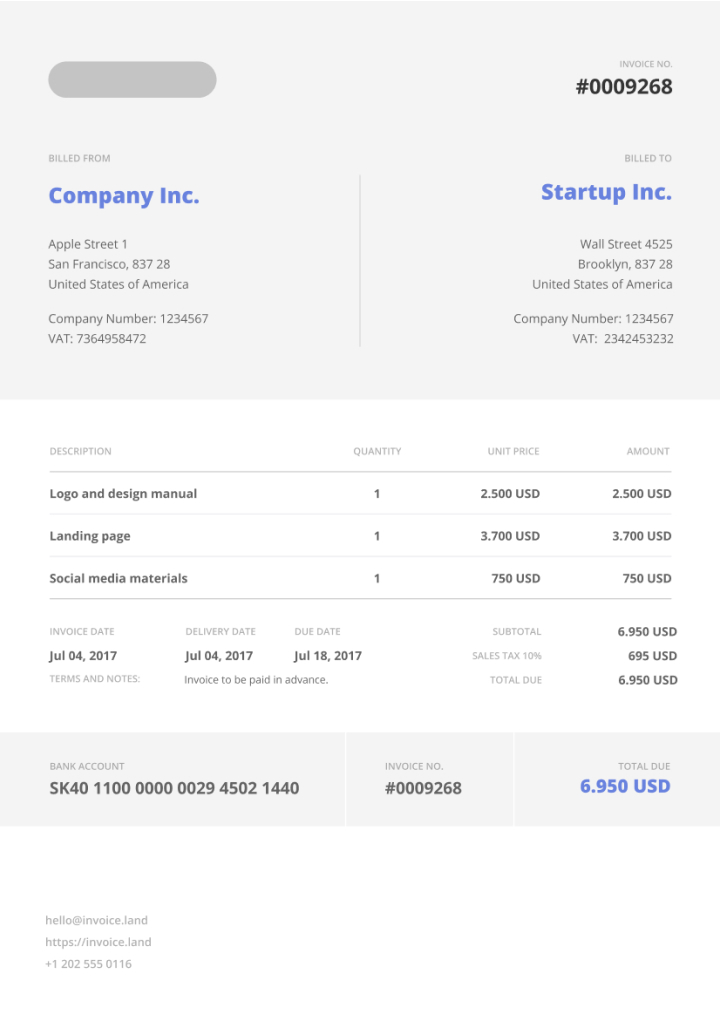 INVOICE NO.
#0009268
BILLED FROM
Company Inc.
Apple Street 1
San Francisco, 837 28
United States of America
Company Number: 1234567
VAT: 7364958472
BILLED TO
Startup Inc.
Wall Street 4525
Brooklyn, 837 28
United States of America
Company Number: 1234567
VAT: 2342453232
DESCRIPTION QUANTITY UNIT PRICE AMOUNT
Logo and design manual 1 2.500 USD 2.500 USD
Landing page 1 3.700 USD 3.700 USD
Social media materials 1 750 USD 750 USD
INVOICE DATE DELIVERY DATE DUE DATE
Jul 04, 2017 Jul 04, 2017 Jul 18, 2017
TERMS AND NOTES: Invoice to be paid in advance.
SUBTOTAL 6.950 USD
SALES TAX 10% 695 USD
TOTAL DUE 6.950 USD
BANK ACCOUNT
SK40 1100 0000 0029 4502 1440
INVOICE NO.
#0009268
TOTAL DUE
6.950 USD
hello@invoice.land
https://invoice.land
+1 202 555 0116